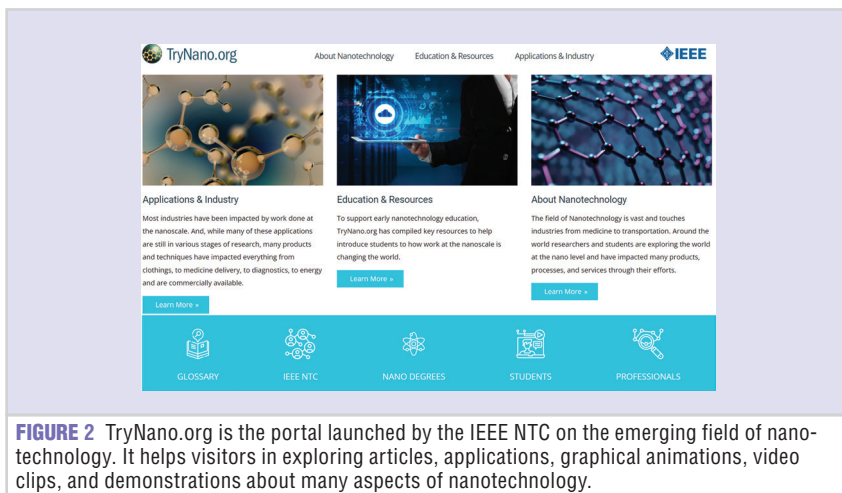 TryNano.org
About Nanotechnology
Education & Resources
Applications & Industry
IEEE
Applications & Industry
Most industries have been impacted by work done at
the nanoscale. And, while many of these applications
are still in various stages of research, many products
and techniques have impacted everything from
clothings, to medicine delivery, to diagnostics, to energy
and are commercially available.
Learn More »
Education & Resources
To support early nanotechnology education,
TryNano.org has compiled key resources to help
introduce students to how work at the nanoscale is
changing the world.
Learn More »
About Nanotechnology
The field of Nanotechnology is vast and touches
industries from medicine to transportation. Around the
world researchers and students are exploring the world
at the nano level and have impacted many products,
processes, and services through their efforts.
Learn More »
GLOSSARY
IEEE NTC
NANO DEGREES
STUDENTS
PROFESSIONALS
FIGURE 2 TryNano.org is the portal launched by the IEEE NTC on the emerging field of nano-
technology. It helps visitors in exploring articles, applications, graphical animations, video
clips, and demonstrations about many aspects of nanotechnology.